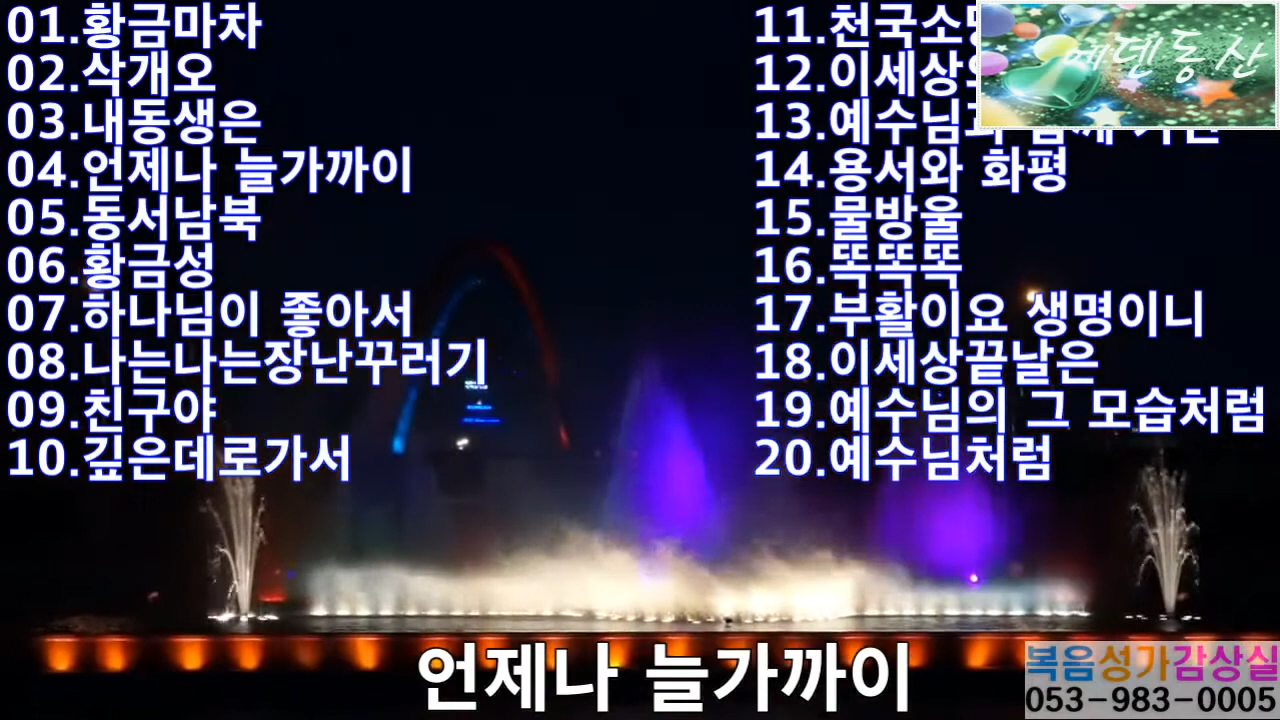 01.황금마차
02.삭개오
03.내동생은
04.언제나 늘가까이
05.동서남북
06.황금성
07.하나님이 좋아서
08.나는나는장난꾸러기
09.친구야
10.깊은데로가서
11.천국소
12.이세상
13.예수님과
14.용서와 화평
15.물방울
16.똑똑똑
17.부활이요 생명이니
18.이세상끝날은
19.예수님의 그 모습처럼
20.예수님처럼
에덴동산
언제나 늘가까이
복음성가감상실
053-983-0005